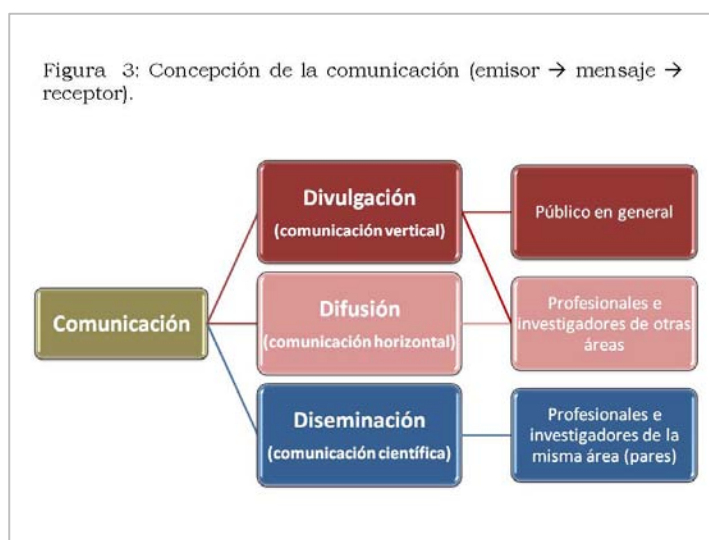 Figura 3: Concepción de la comunicación (emisor → mensaje →
receptor).
Comunicación
Divulgación
(comunicación vertical)
Público en general
Difusión
(comunicación horizontal)
Profesionales e
investigadores de otras
áreas
Diseminación
(comunicación científica)
Profesionales e
investigadores de la
misma área (pares)